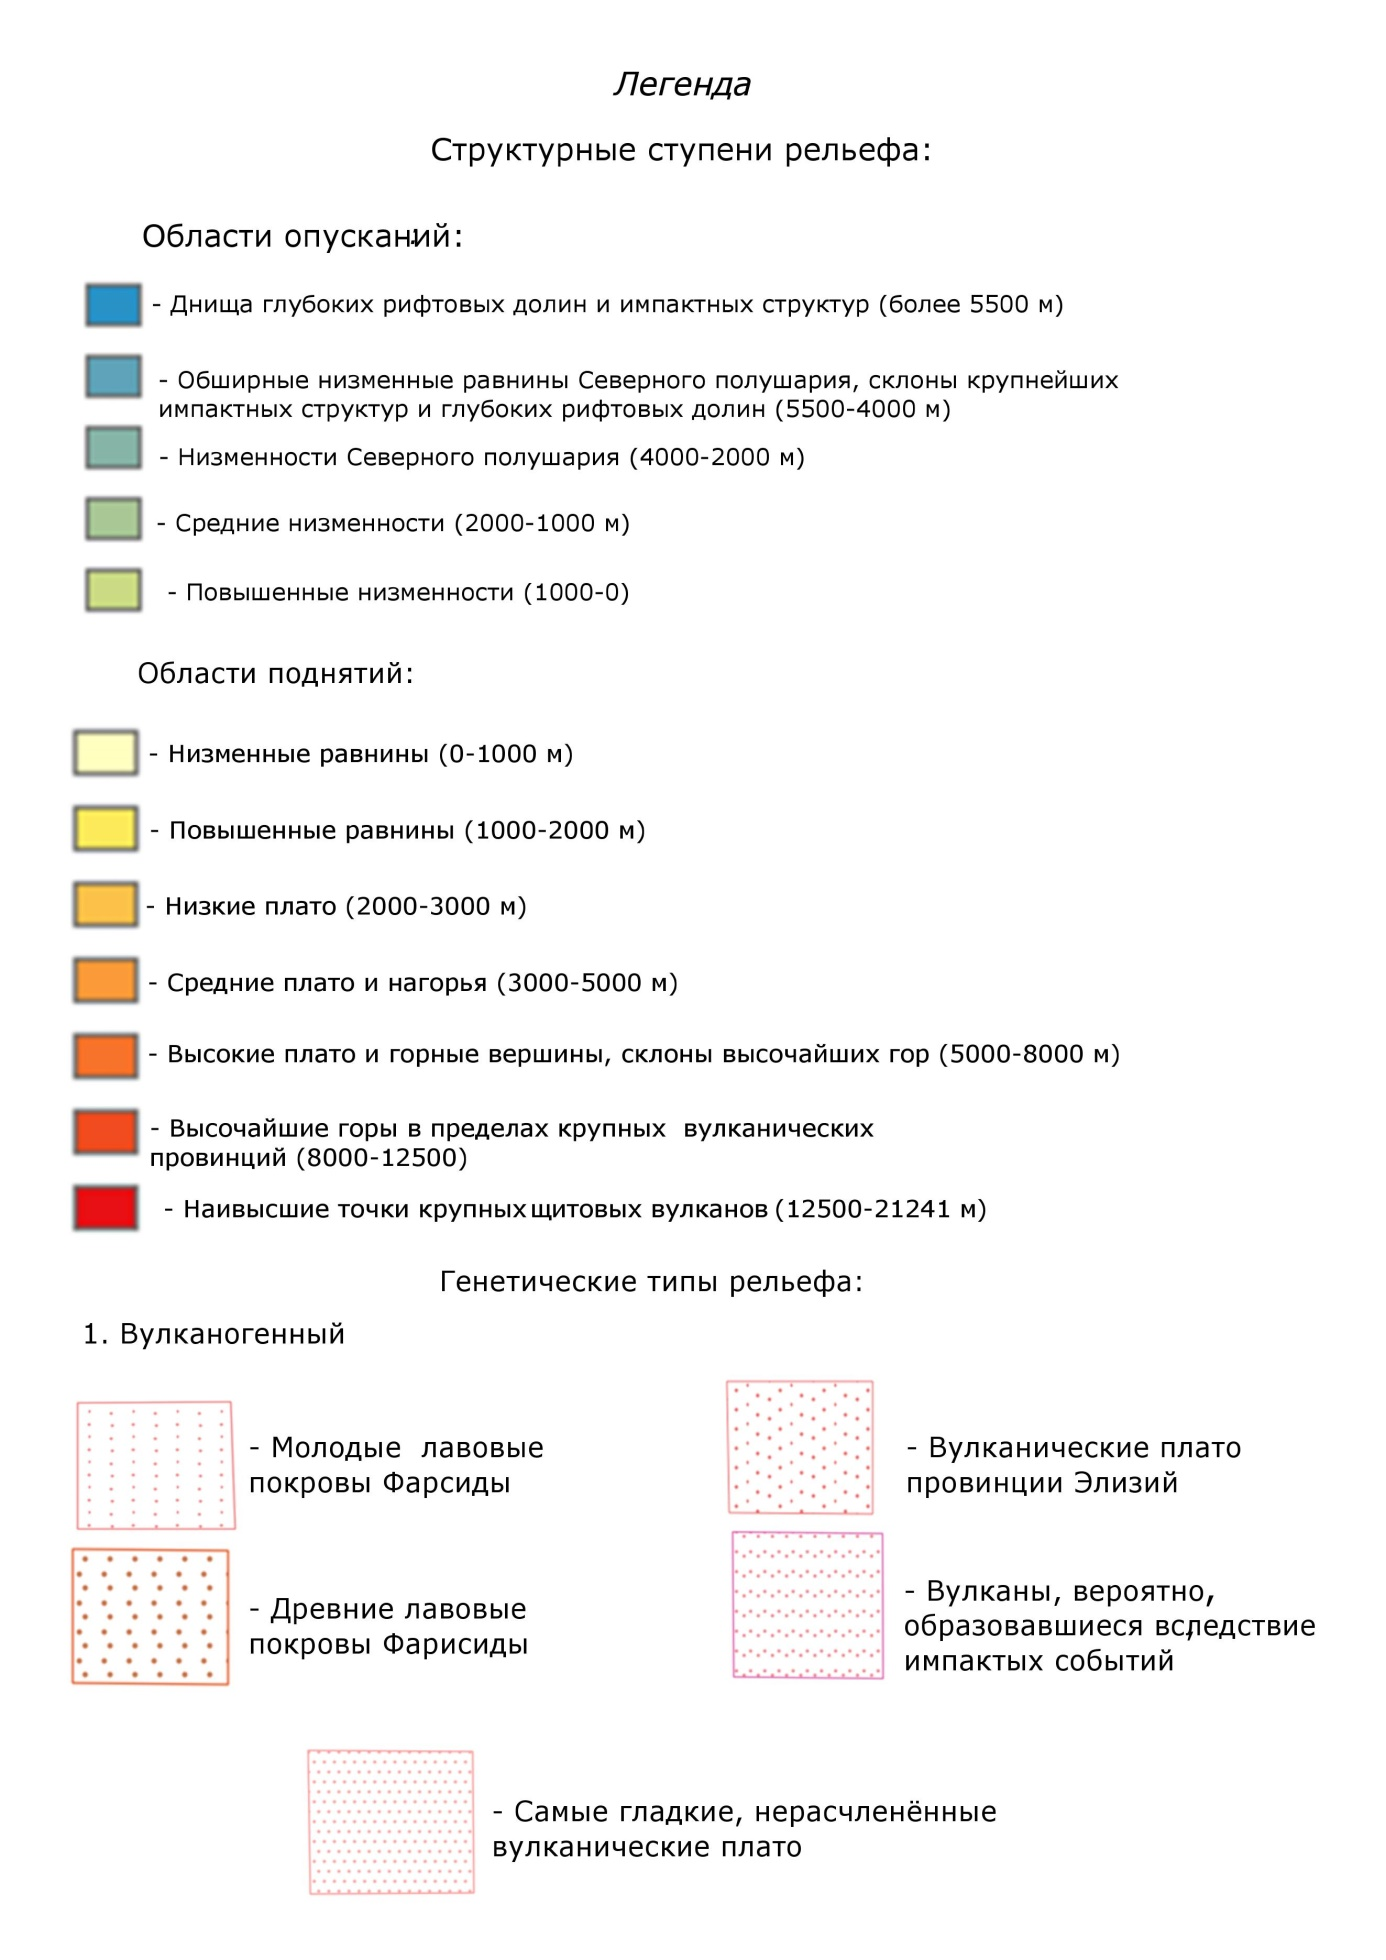 Легенда
Структурные ступени рельефа:
Области опусканий:
- Днища глубоких рифтовых долин и импактных структур (более 5500 м)
- Обширные низменные равнины Северного полушария, склоны крупнейших
импактных структур и глубоких рифтовых долин (5500-4000 м)
- Низменности Северного полушария (4000-2000 м)
- Средние низменности (2000-1000 м)
- Повышенные низменности (1000-0)
Области поднятий:
- Низменные равнины (0-1000 м)
- Повышенные равнины (1000-2000 м)
- Низкие плато (2000-3000 м)
- Средние плато и нагорья (3000-5000 м)
- Высокие плато и горные вершины, склоны высочайших гор (5000-8000 м)
- Высочайшие горы в пределах крупных вулканических
провинций (8000-12500)
- Наивысшие точки крупных щитовых вулканов (12500-21241 м)
Генетические типы рельефа:
1. Вулканогенный
- Молодые лавовые
покровы Фарсиды
- Вулканические плато
провинции Элизий
- Древние лавовые
покровы Фарисиды
- Вулканы, вероятно,
образовавшиеся вследствие
импактых событий
- Самые гладкие, нерасчленённые
вулканические плато